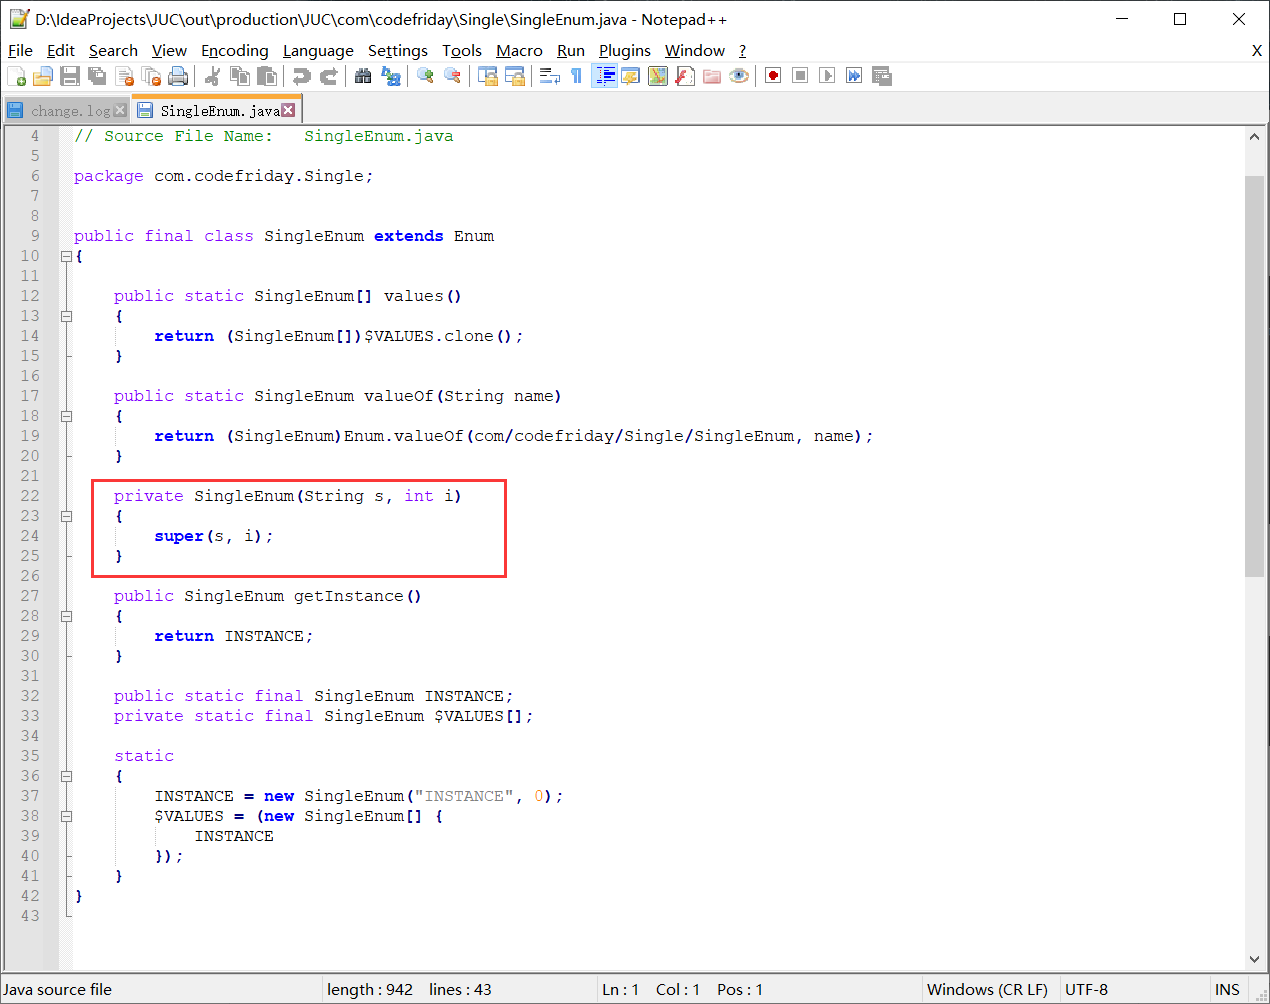 D:\IdeaProjects\JUC\out\production\JUC\com\codefriday\Single\SingleEnum.java - Notepad++
File Edit Search View Encoding Language Settings Tools Macro Run Plugins Window ? X
change.log SingleEnum.java
4 // Source File Name:   SingleEnum.java
5
6 package com.codefriday.Single;
7
8
9 public final class SingleEnum extends Enum
10 {
11
12     public static SingleEnum[] values()
13     {
14         return (SingleEnum[])$VALUES.clone();
15     }
16
17     public static SingleEnum valueOf(String name)
18     {
19         return (SingleEnum)Enum.valueOf(com/codefriday/Single/SingleEnum, name);
20     }
21
22     private SingleEnum(String s, int i)
23     {
24         super(s, i);
25     }
26
27     public SingleEnum getInstance()
28     {
29         return INSTANCE;
30     }
31
32     public static final SingleEnum INSTANCE;
33     private static final SingleEnum $VALUES[];
34
35     static
36     {
37         INSTANCE = new SingleEnum("INSTANCE", 0);
38         $VALUES = (new SingleEnum[] {
39             INSTANCE
40         });
41     }
42 }
43
Java source file length : 942 lines : 43 Ln : 1 Col : 1 Pos : 1 Windows (CR LF) UTF-8 INS